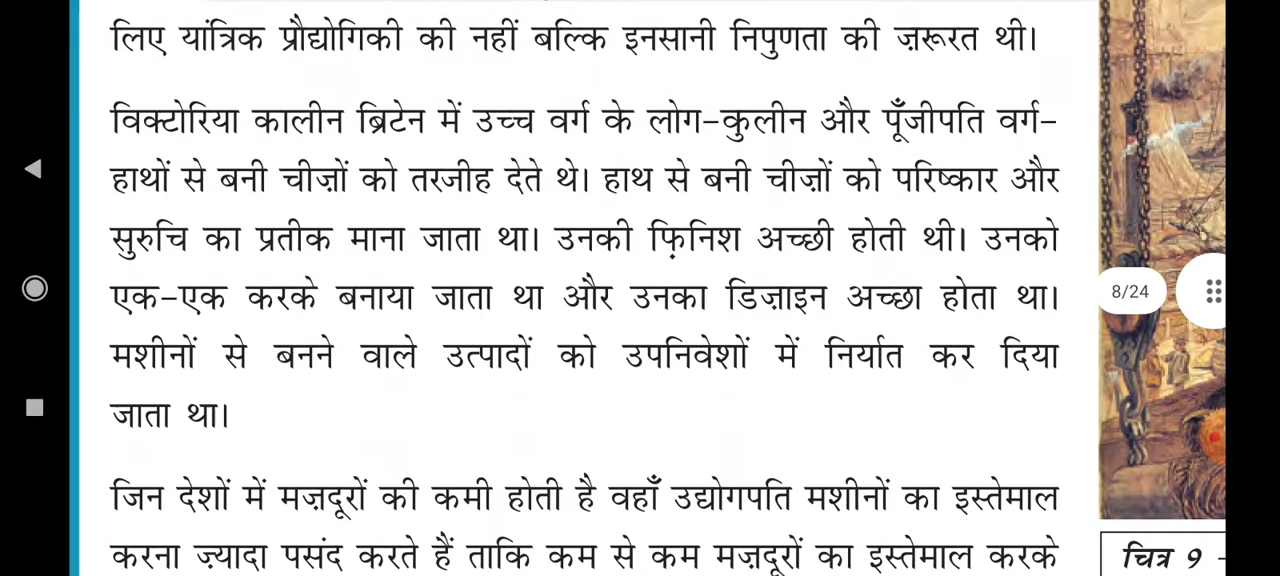 लिए यांत्रिक प्रौद्योगिकी की नहीं बल्कि इनसानी निपुणता की ज़रूरत थी।
विक्टोरिया कालीन ब्रिटेन में उच्च वर्ग के लोग–कुलीन और पूँजीपति वर्ग–
हाथों से बनी चीज़ों को तरजीह देते थे। हाथ से बनी चीज़ों को परिष्कार और
सुरुचि का प्रतीक माना जाता था। उनकी फ़िनिश अच्छी होती थी। उनको
एक–एक करके बनाया जाता था और उनका डिज़ाइन अच्छा होता था।
मशीनों से बनने वाले उत्पादों को उपनिवेशों में निर्यात कर दिया
जाता था।
जिन देशों में मज़दूरों की कमी होती है वहाँ उद्योगपति मशीनों का इस्तेमाल
करना ज़्यादा पसंद करते हैं ताकि कम से कम मज़दूरों का इस्तेमाल करके
8/24
चित्र 9 –